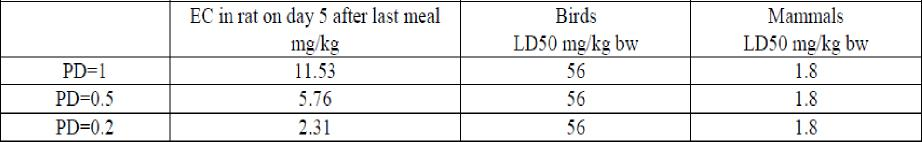 EC in rat on day 5 after last meal Birds Mammals
mg/kg LD50 mg/kg bw LD50 mg/kg bw
PD=1 11.53 56 1.8
PD=0.5 5.76 56 1.8
PD=0.2 2.31 56 1.8